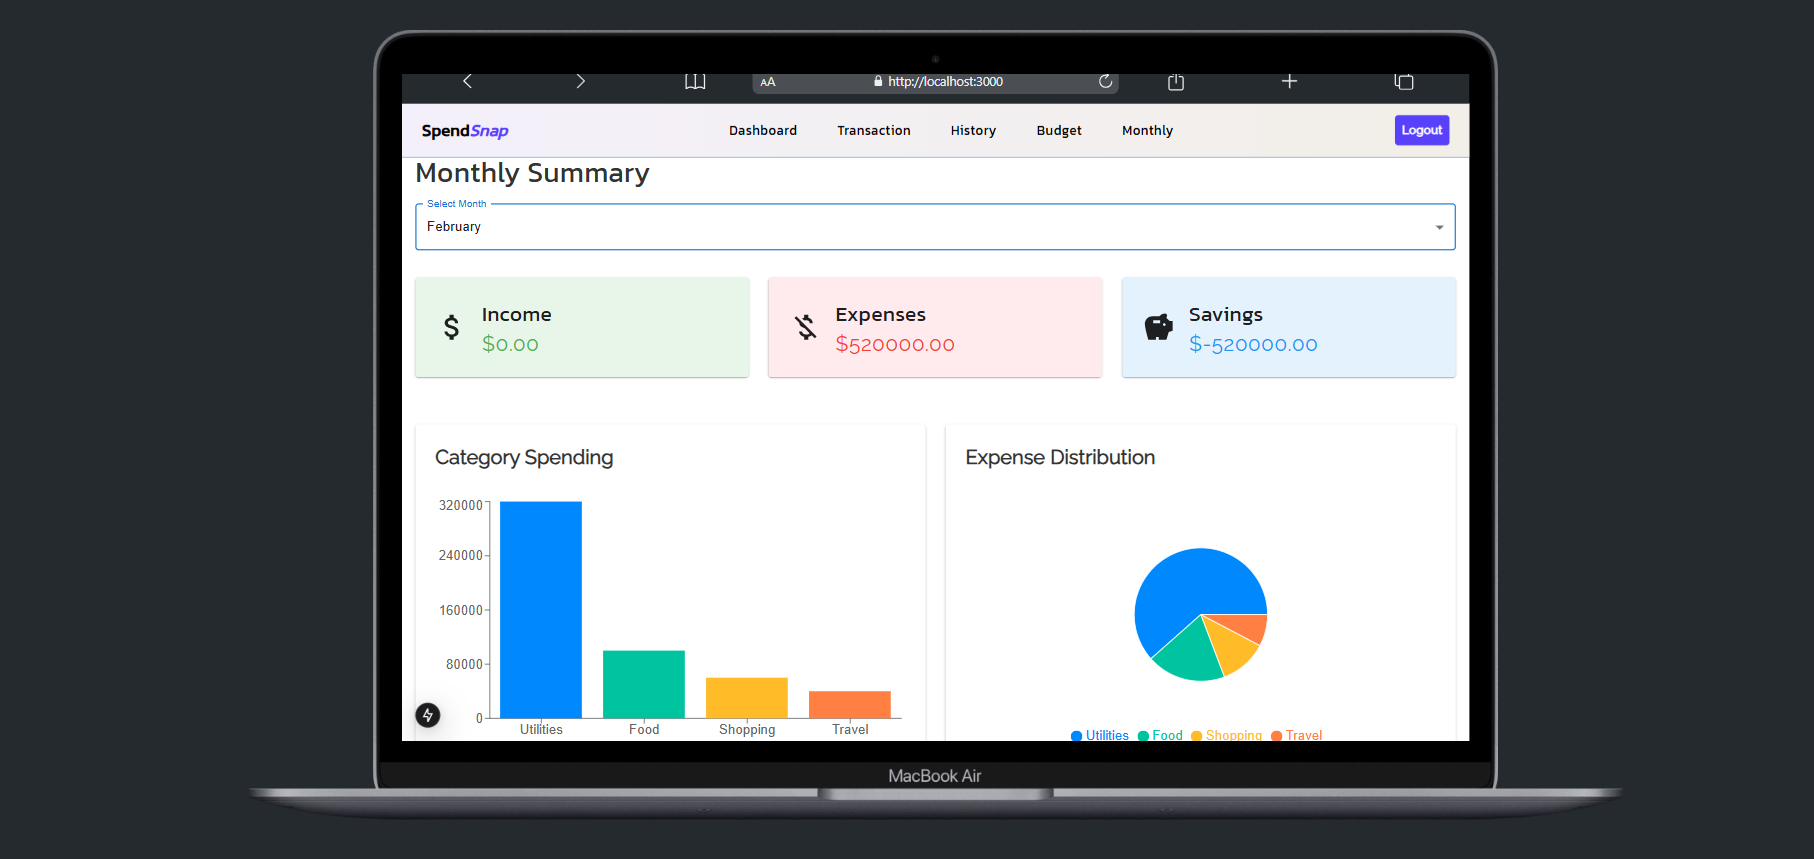 AA http://localhost:3000
SpendSnap Dashboard Transaction History Budget Monthly Logout
Monthly Summary
Select Month
February
Income
$0.00
Expenses
$520000.00
Savings
$-520000.00
Category Spending
320000
240000
160000
80000
0
Utilities Food Shopping Travel
Expense Distribution
Utilities Food Shopping Travel
MacBook Air